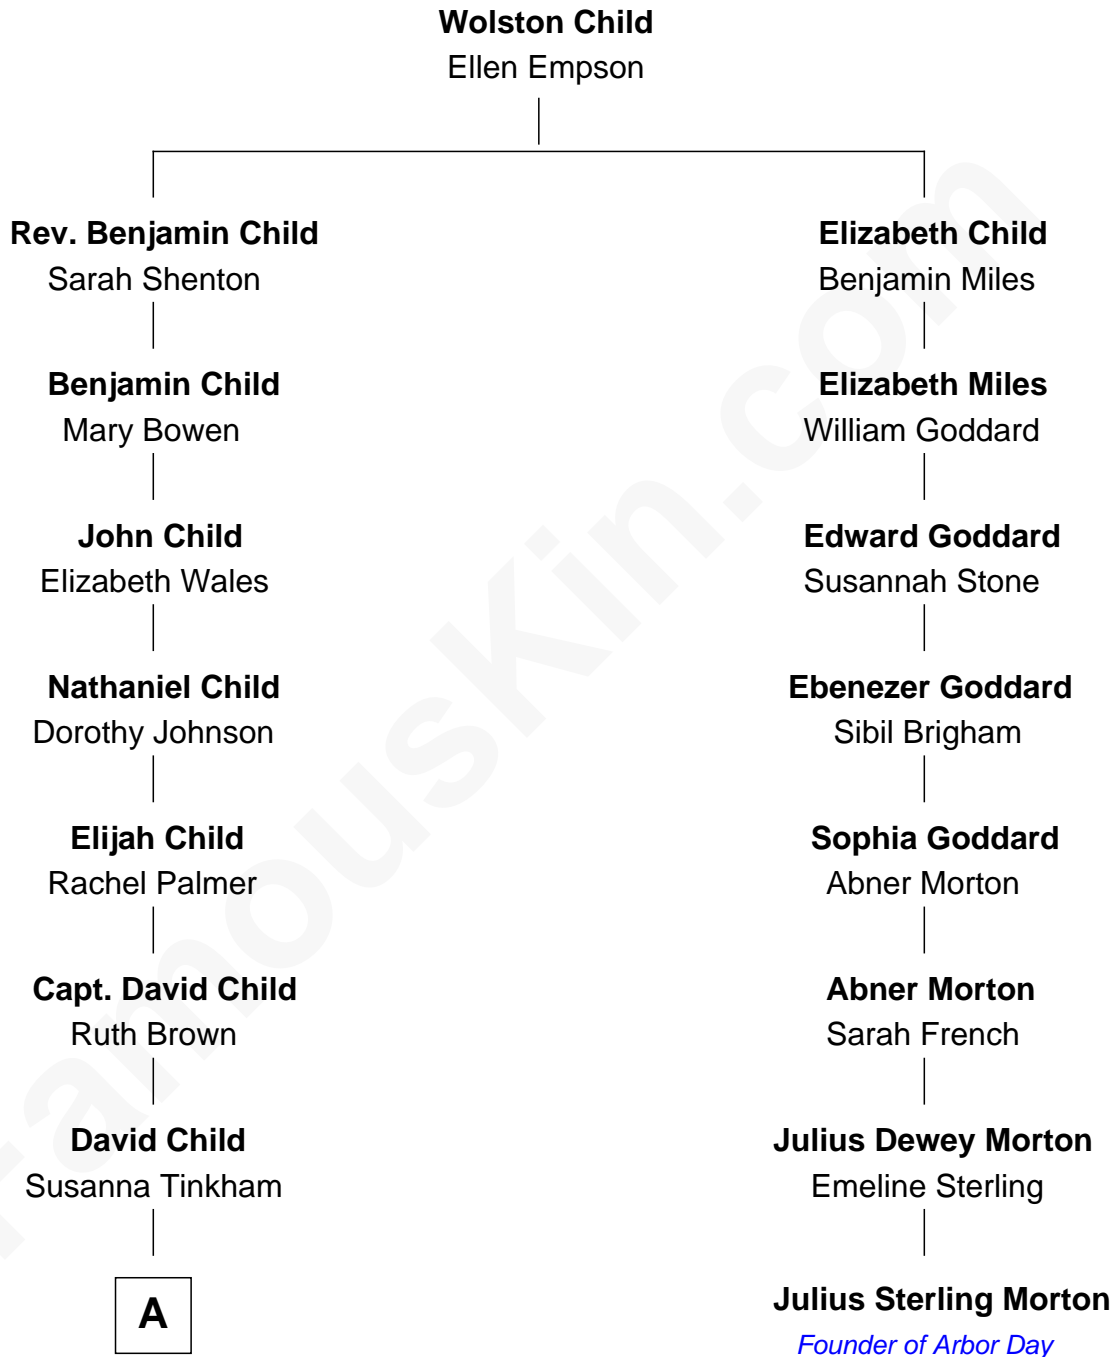 Wolston Child
Ellen Empson
Rev. Benjamin Child
Sarah Shenton
Elizabeth Child
Benjamin Miles
Benjamin Child
Mary Bowen
Elizabeth Miles
William Goddard
John Child
Elizabeth Wales
Edward Goddard
Susannah Stone
Nathaniel Child
Dorothy Johnson
Ebenezer Goddard
Sibil Brigham
Elijah Child
Rachel Palmer
Sophia Goddard
Abner Morton
Capt. David Child
Ruth Brown
Abner Morton
Sarah French
David Child
Susanna Tinkham
Julius Dewey Morton
Emeline Sterling
A
Julius Sterling Morton
Founder of Arbor Day
FamousKin.com